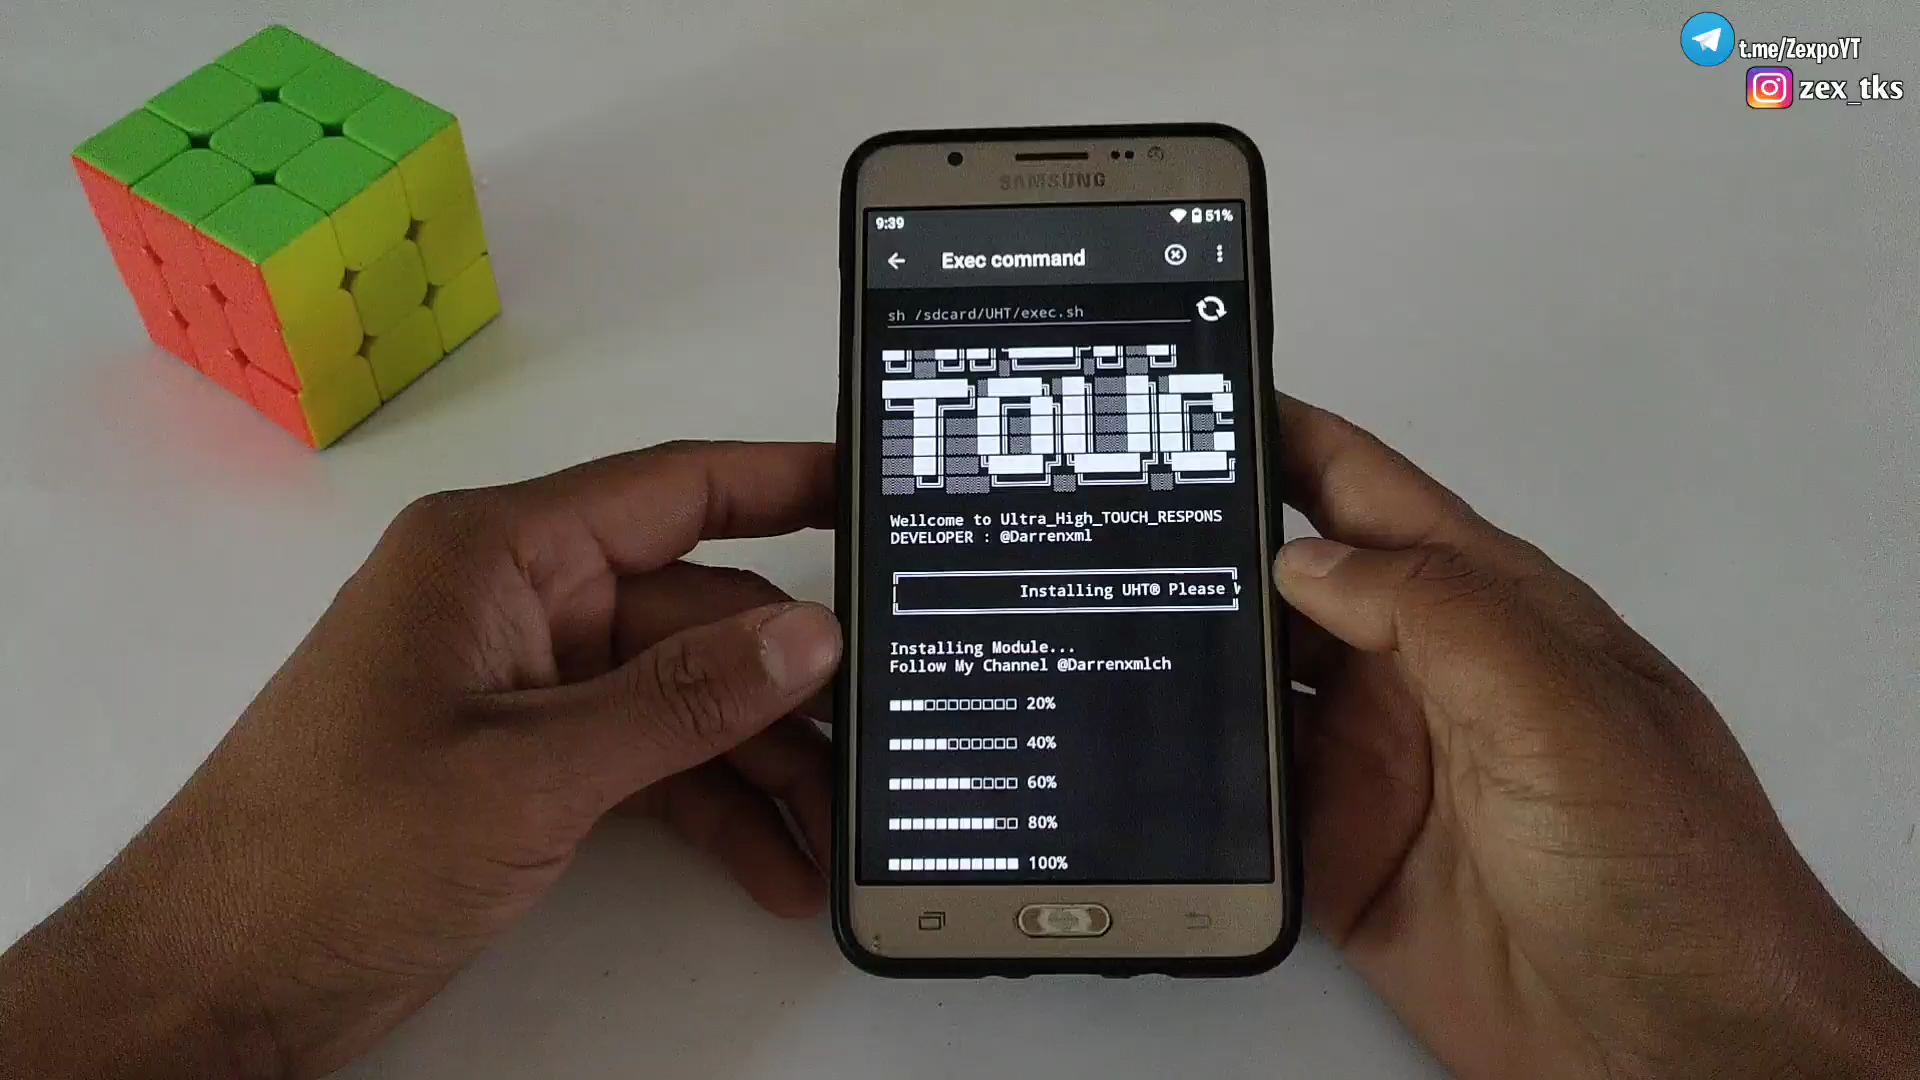 t.me/ZexpoYT
zex_tks
SAMSUNG
9:39
51%
Exec command
sh /sdcard/UHT/exec.sh
TOUC
Wellcome to Ultra_High_TOUCH_RESPONS
DEVELOPER : @Darrenxml
Installing UHT® Please
Installing Module...
Follow My Channel @Darrenxmlch
20%
40%
60%
80%
100%